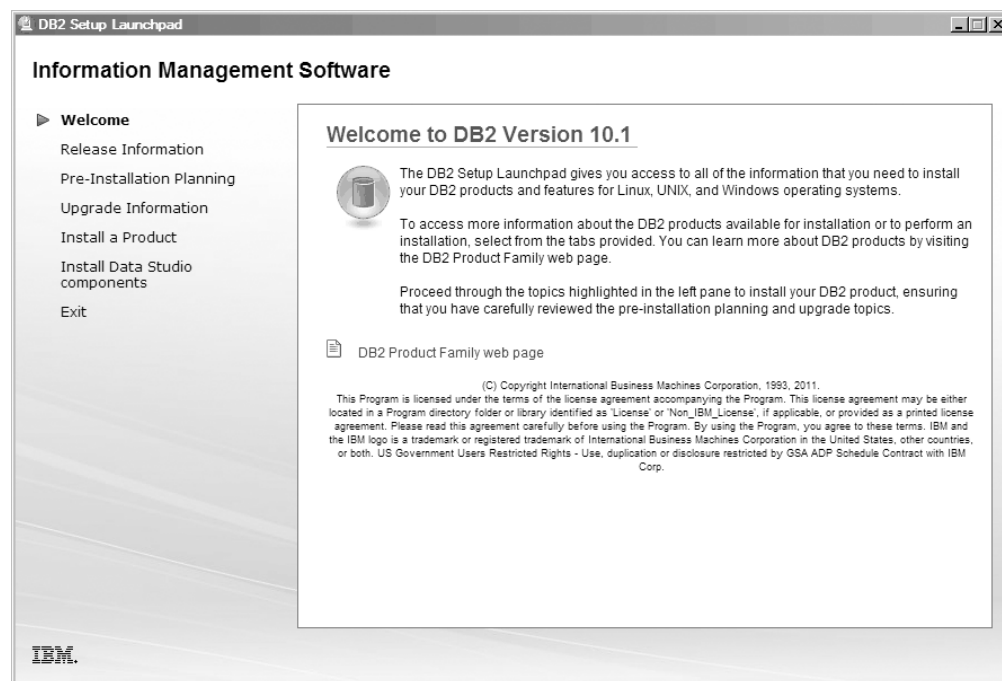 DB2 Setup Launchpad
Information Management Software
Welcome
Release Information
Pre-Installation Planning
Upgrade Information
Install a Product
Install Data Studio
components
Exit
Welcome to DB2 Version 10.1
The DB2 Setup Launchpad gives you access to all of the information that you need to install
your DB2 products and features for Linux, UNIX, and Windows operating systems.
To access more information about the DB2 products available for installation or to perform an
installation, select from the tabs provided. You can learn more about DB2 products by visiting
the DB2 Product Family web page.
Proceed through the topics highlighted in the left pane to install your DB2 product, ensuring
that you have carefully reviewed the pre-installation planning and upgrade topics.
DB2 Product Family web page
(C) Copyright International Business Machines Corporation, 1993, 2011.
This Program is licensed under the terms of the license agreement accompanying the Program. This license agreement may be either
located in a Program directory folder or library identified as 'License' or 'Non_IBM_License', if applicable, or provided as a printed license
agreement. Please read this agreement carefully before using the Program. By using the Program, you agree to these terms. IBM and
the IBM logo is a trademark or registered trademark of International Business Machines Corporation in the United States, other countries,
or both. US Government Users Restricted Rights - Use, duplication or disclosure restricted by GSA ADP Schedule Contract with IBM
Corp.
IBM.